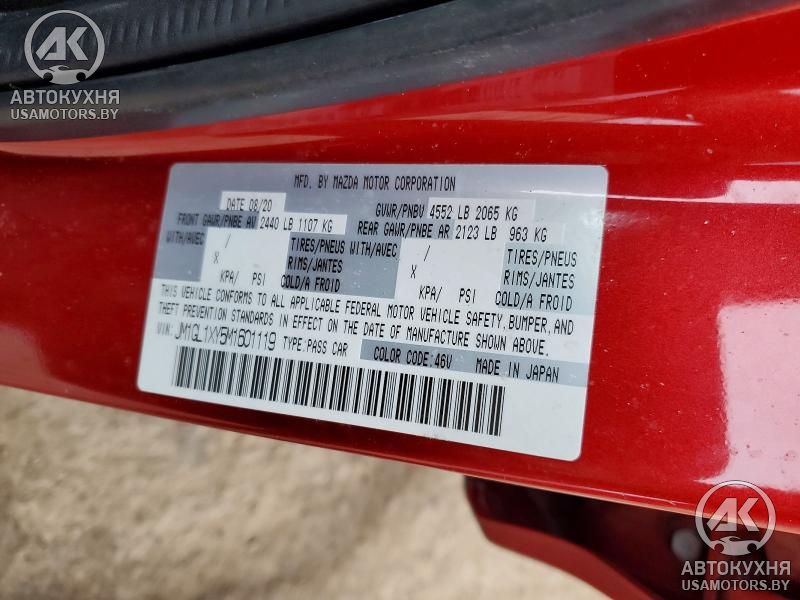 AK
АВТОКУХНЯ
USAMOTORS.BY
MFD. BY MAZDA MOTOR CORPORATION
DATE 08/20 GVWR/PNBV 4552 LB 2065 KG
FRONT GAWR/PNBE AV 2440 LB 1107 KG REAR GAWR/PNBE AR 2123 LB 963 KG
WITH/AVEC / TIRES/PNEUS WITH/AVEC / TIRES/PNEUS
X RIMS/JANTES X RIMS/JANTES
KPA/ PSI COLD/A FROID KPA/ PSI COLD/A FROID
THIS VEHICLE CONFORMS TO ALL APPLICABLE FEDERAL MOTOR VEHICLE SAFETY, BUMPER, AND
THEFT PREVENTION STANDARDS IN EFFECT ON THE DATE OF MANUFACTURE SHOWN ABOVE.
VIN: JM1GL1XY5M1601119 TYPE:PASS CAR COLOR CODE:46V MADE IN JAPAN
AK
АВТОКУХНЯ
USAMOTORS.BY